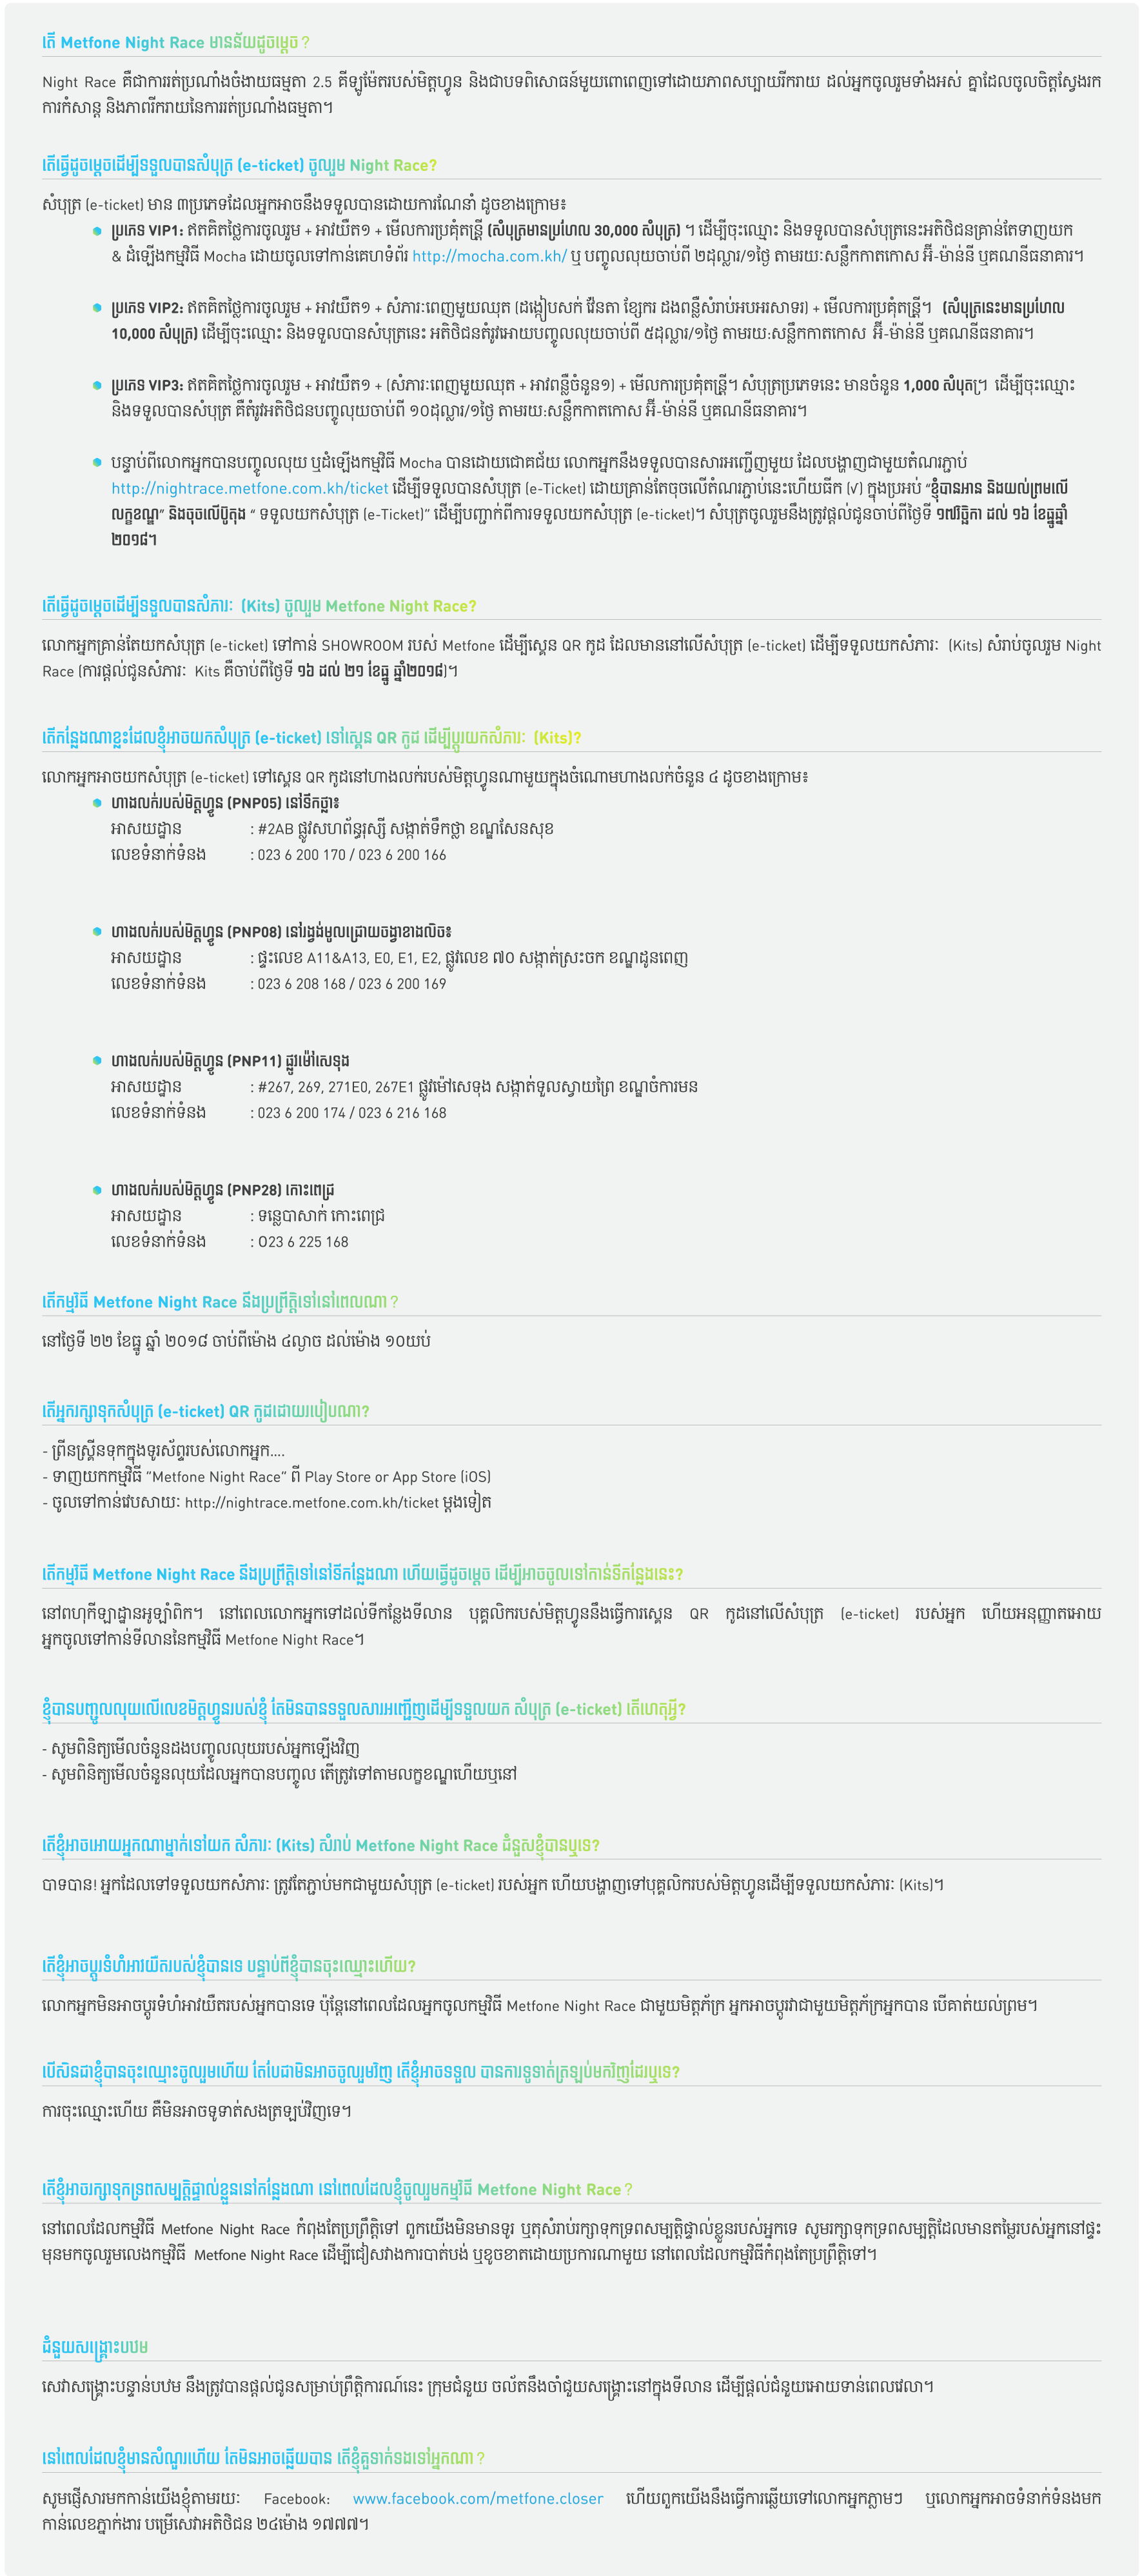 តើ Metfone Night Race មានន័យដូចម្តេច?
Night Race គឺជាការរត់ប្រណាំងចំងាយធម្មតា 2.5 គីឡូម៉ែតរបស់មិត្តហ្វូន និងជាបទពិសោធន៍មួយពោពេញទៅដោយភាពសប្បាយរីករាយ ដល់អ្នកចូលរួមទាំងអស់ គ្នាដែលចូលចិត្តស្វែងរក
ការកំសាន្ត និងភាពរីករាយនៃការរត់ប្រណាំងធម្មតា។
តើធ្វើដូចម្តេចដើម្បីទទួលបានសំបុត្រ (e-ticket) ចូលរួម Night Race?
សំបុត្រ (e-ticket) មាន ៣ប្រភេទដែលអ្នកអាចនឹងទទួលបានដោយការណែនាំ ដូចខាងក្រោម៖
ប្រភេទ VIP1: ឥតគិតថ្លៃការចូលរួម + អាវយឺត១ + មើលការប្រគុំតន្ត្រី (សំបុត្រមានប្រហែល 30,000 សំបុត្រ) ។ ដើម្បីចុះឈ្មោះ និងទទួលបានសំបុត្រនេះអតិថិជនគ្រាន់តែទាញយក
& ដំឡើងកម្មវិធី Mocha ដោយចូលទៅកាន់គេហទំព័រ http://mocha.com.kh/ ឬ បញ្ចូលលុយចាប់ពី ២ដុល្លារ/១ថ្ងៃ តាមរយៈសន្លឹកកាតកោស អ៊ី-ម៉ាន់នី ឬគណនីធនាគារ។
ប្រភេទ VIP2: ឥតគិតថ្លៃការចូលរួម + អាវយឺត១ + សំភារៈពេញមួយឈុត (ដង្កៀបសក់ វ៉ែនតា ខ្សែករ ដងពន្លឺសំរាប់អបអរសាទរ) + មើលការប្រគុំតន្ត្រី។ (សំបុត្រនេះមានប្រហែល
10,000 សំបុត្រ) ដើម្បីចុះឈ្មោះ និងទទួលបានសំបុត្រនេះ អតិថិជនតំរូវអោយបញ្ចូលលុយចាប់ពី ៥ដុល្លារ/១ថ្ងៃ តាមរយៈសន្លឹកកាតកោស អ៊ី-ម៉ាន់នី ឬគណនីធនាគារ។
ប្រភេទ VIP3: ឥតគិតថ្លៃការចូលរួម + អាវយឺត១ + (សំភារៈពេញមួយឈុត + អាវពន្លឺចំនួន១) + មើលការប្រគុំតន្ត្រី។ សំបុត្រប្រភេទនេះ មានចំនួន 1,000 សំបុត្រ។ ដើម្បីចុះឈ្មោះ
និងទទួលបានសំបុត្រ គឺតំរូវអតិថិជនបញ្ចូលុយចាប់ពី ១០ដុល្លារ/១ថ្ងៃ តាមរយៈសន្លឹកកាតកោស អ៊ី-ម៉ាន់នី ឬគណនីធនាគារ។
បន្ទាប់ពីលោកអ្នកបានបញ្ចូលលុយ ឬដំឡើងកម្មវិធី Mocha បានដោយជោគជ័យ លោកអ្នកនឹងទទួលបានសារអញ្ជើញមួយ ដែលបង្ហាញជាមួយតំណរភ្ជាប់
http://nightrace.metfone.com.kh/ticket ដើម្បីទទួលបានសំបុត្រ (e-Ticket) ដោយគ្រាន់តែចុចលើតំណរភ្ជាប់នេះហើយធីក (√) ក្នុងប្រអប់ “ខ្ញុំបានអាន និងយល់ព្រមលើ
លក្ខខណ្ឌ” និងចុចលើប៊ូតុង “ ទទួលយកសំបុត្រ (e-Ticket)” ដើម្បីបញ្ជាក់ពីការទទួលយកសំបុត្រ (e-ticket)។ សំបុត្រចូលរួមនឹងត្រូវផ្តល់ជូនចាប់ពីថ្ងៃទី ១៧វិច្ឆិកា ដល់ ១៦ ខែធ្នូឆ្នាំ
២០១៨។
តើធ្វើដូចម្តេចដើម្បីទទួលបានសំភារៈ (Kits) ចូលរួម Metfone Night Race?
លោកអ្នកគ្រាន់តែយកសំបុត្រ (e-ticket) ទៅកាន់ SHOWROOM របស់ Metfone ដើម្បីស្កេន QR កូដ ដែលមាននៅលើសំបុត្រ (e-ticket) ដើម្បីទទួលយកសំភារៈ (Kits) សំរាប់ចូលរួម Night
Race (ការផ្តល់ជូនសំភារៈ Kits គឺចាប់ពីថ្ងៃទី ១៦ ដល់ ២១ ខែធ្នូ ឆ្នាំ២០១៨)។
តើកន្លែងណាខ្លះដែលខ្ញុំអាចយកសំបុត្រ (e-ticket) ទៅស្កេន QR កូដ ដើម្បីប្តូរយកសំភារៈ (Kits)?
លោកអ្នកអាចយកសំបុត្រ (e-ticket) ទៅស្កេន QR កូដនៅហាងលក់របស់មិត្តហ្វូនណាមួយក្នុងចំណោមហាងលក់ចំនួន ៤ ដូចខាងក្រោម៖
ហាងលក់របស់មិត្តហ្វូន (PNP05) នៅទឹកថ្លា៖
អាសយដ្ឋាន : #2AB ផ្លូវសហព័ន្ធរុស្ស៊ី សង្កាត់ទឹកថ្លា ខណ្ឌសែនសុខ
លេខទំនាក់ទំនង : 023 6 200 170 / 023 6 200 166
ហាងលក់របស់មិត្តហ្វូន (PNP08) នៅរង្វង់មូលជ្រោយចង្វាខាងលិច៖
អាសយដ្ឋាន : ផ្ទះលេខ A11&A13, E0, E1, E2, ផ្លូវលេខ ៧០ សង្កាត់ស្រះចក ខណ្ឌដូនពេញ
លេខទំនាក់ទំនង : 023 6 208 168 / 023 6 200 169
ហាងលក់របស់មិត្តហ្វូន (PNP11) ផ្លូវម៉ៅសេទុង
អាសយដ្ឋាន : #267, 269, 271E0, 267E1 ផ្លូវម៉ៅសេទុង សង្កាត់ទួលស្វាយព្រៃ ខណ្ឌចំការមន
លេខទំនាក់ទំនង : 023 6 200 174 / 023 6 216 168
ហាងលក់របស់មិត្តហ្វូន (PNP28) កោះពេជ្រ
អាសយដ្ឋាន : ទន្លេបាសាក់ កោះពេជ្រ
លេខទំនាក់ទំនង : 023 6 225 168
តើកម្មវិធី Metfone Night Race នឹងប្រព្រឹត្តិទៅនៅពេលណា?
នៅថ្ងៃទី ២២ ខែធ្នូ ឆ្នាំ ២០១៨ ចាប់ពីម៉ោង ៤ល្ងាច ដល់ម៉ោង ១០យប់
តើអ្នករក្សាទុកសំបុត្រ (e-ticket) QR កូដដោយរបៀបណា?
- ព្រីនស្គ្រីនទុកក្នុងទូរស័ព្ទរបស់លោកអ្នក....
- ទាញយកកម្មវិធី “Metfone Night Race” ពី Play Store or App Store (iOS)
- ចូលទៅកាន់វេបសាយ: http://nightrace.metfone.com.kh/ticket ម្តងទៀត
តើកម្មវិធី Metfone Night Race នឹងប្រព្រឹត្តិទៅនៅទីកន្លែងណា ហើយធ្វើដូចម្តេច ដើម្បីអាចចូលទៅកាន់ទីកន្លែងនេះ?
នៅពហុកីឡាដ្ឋានអូឡាំពិក។ នៅពេលលោកអ្នកទៅដល់ទីកន្លែងទីលាន បុគ្គលិករបស់មិត្តហ្វូននឹងធ្វើការស្កេន QR កូដនៅលើសំបុត្រ (e-ticket) របស់អ្នក ហើយអនុញ្ញាតអោយ
អ្នកចូលទៅកាន់ទីលាននៃកម្មវិធី Metfone Night Race។
ខ្ញុំបានបញ្ចូលលុយលើលេខមិត្តហ្វូនរបស់ខ្ញុំ តែមិនបានទទួលសារអញ្ជើញដើម្បីទទួលយក សំបុត្រ (e-ticket) តើហេតុអ្វី?
- សូមពិនិត្យមើលចំនួនដងបញ្ចូលលុយរបស់អ្នកឡើងវិញ
- សូមពិនិត្យមើលចំនួនលុយដែលអ្នកបានបញ្ចូល តើត្រូវទៅតាមលក្ខខណ្ឌហើយឬនៅ
តើខ្ញុំអាចអោយអ្នកណាម្នាក់ទៅយក សំភារៈ (Kits) សំរាប់ Metfone Night Race ជំនួសខ្ញុំបានឬទេ?
បាទបាន! អ្នកដែលទៅទទួលយកសំភារៈ ត្រូវតែភ្ជាប់មកជាមួយសំបុត្រ (e-ticket) របស់អ្នក ហើយបង្ហាញទៅបុគ្គលិករបស់មិត្តហ្វូនដើម្បីទទួលយកសំភារៈ (Kits)។
តើខ្ញុំអាចប្តូរទំហំអាវយឺតរបស់ខ្ញុំបានទេ បន្ទាប់ពីខ្ញុំបានចុះឈ្មោះហើយ?
លោកអ្នកមិនអាចប្តូរទំហំអាវយឺតរបស់អ្នកបានទេ ប៉ុន្តែនៅពេលដែលអ្នកចូលកម្មវិធី Metfone Night Race ជាមួយមិត្តភ័ក្រ អ្នកអាចប្តូរវាជាមួយមិត្តភ័ក្រអ្នកបាន បើគាត់យល់ព្រម។
បើសិនជាខ្ញុំបានចុះឈ្មោះចូលរួមហើយ តែបែជាមិនអាចចូលរួមវិញ តើខ្ញុំអាចទទួល បានការទូទាត់ត្រឡប់មកវិញដែរឬទេ?
ការចុះឈ្មោះហើយ គឺមិនអាចទូទាត់សងត្រឡប់វិញទេ។
តើខ្ញុំអាចរក្សាទុកទ្រពសម្បត្តិផ្ទាល់ខ្លួននៅកន្លែងណា នៅពេលដែលខ្ញុំចូលរួមកម្មវិធី Metfone Night Race?
នៅពេលដែលកម្មវិធី Metfone Night Race កំពុងតែប្រព្រឹត្តិទៅ ពួកយើងមិនមានទូរ ឬតុសំរាប់រក្សាទុកទ្រពសម្បត្តិផ្ទាល់ខ្លួនរបស់អ្នកទេ សូមរក្សាទុកទ្រពសម្បត្តិដែលមានតម្លៃរបស់អ្នកនៅផ្ទះ
មុនមកចូលរួមលេងកម្មវិធី Metfone Night Race ដើម្បីជៀសវាងការបាត់បង់ ឬខូចខាតដោយប្រការណាមួយ នៅពេលដែលកម្មវិធីកំពុងតែប្រព្រឹត្តិទៅ។
ជំនួយសង្គ្រោះបឋម
សេវាសង្គ្រោះបន្ទាន់បឋម នឹងត្រូវបានផ្តល់ជូនសម្រាប់ព្រឹត្តិការណ៍នេះ ក្រុមជំនួយ ចល័តនឹងចាំជួយសង្គ្រោះនៅក្នុងទីលាន ដើម្បីផ្តល់ជំនួយអោយទាន់ពេលវេលា។
នៅពេលដែលខ្ញុំមានសំណួរហើយ តែមិនអាចឆ្លើយបាន តើខ្ញុំគួទាក់ទងទៅអ្នកណា?
សូមផ្ញើសារមកកាន់យើងខ្ញុំតាមរយៈ Facebook: www.facebook.com/metfone.closer ហើយពួកយើងនឹងធ្វើការឆ្លើយទៅលោកអ្នកភ្លាមៗ ឬលោកអ្នកអាចទំនាក់ទំនងមក
កាន់លេខភ្នាក់ងារ បម្រើសេវាអតិថិជន ២៤ម៉ោង ១៧៧៧។